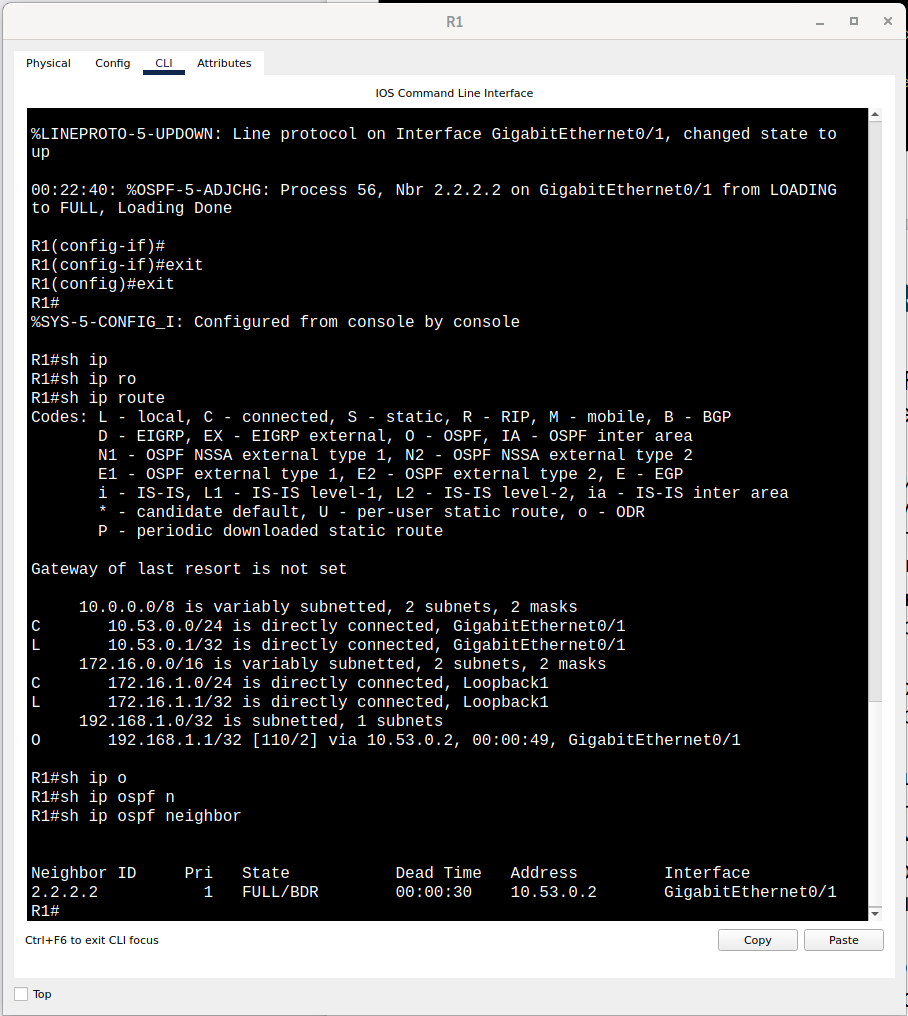 R1
Physical Config CLI Attributes
IOS Command Line Interface
%LINEPROTO-5-UPDOWN: Line protocol on Interface GigabitEthernet0/1, changed state to
up
00:22:40: %OSPF-5-ADJCHG: Process 56, Nbr 2.2.2.2 on GigabitEthernet0/1 from LOADING
to FULL, Loading Done
R1(config-if)#
R1(config-if)#exit
R1(config)#exit
R1#
%SYS-5-CONFIG_I: Configured from console by console
R1#sh ip
R1#sh ip ro
R1#sh ip route
Codes: L - local, C - connected, S - static, R - RIP, M - mobile, B - BGP
D - EIGRP, EX - EIGRP external, O - OSPF, IA - OSPF inter area
N1 - OSPF NSSA external type 1, N2 - OSPF NSSA external type 2
E1 - OSPF external type 1, E2 - OSPF external type 2, E - EGP
i - IS-IS, L1 - IS-IS level-1, L2 - IS-IS level-2, ia - IS-IS inter area
* - candidate default, U - per-user static route, o - ODR
P - periodic downloaded static route
Gateway of last resort is not set
10.0.0.0/8 is variably subnetted, 2 subnets, 2 masks
C 10.53.0.0/24 is directly connected, GigabitEthernet0/1
L 10.53.0.1/32 is directly connected, GigabitEthernet0/1
172.16.0.0/16 is variably subnetted, 2 subnets, 2 masks
C 172.16.1.0/24 is directly connected, Loopback1
L 172.16.1.1/32 is directly connected, Loopback1
192.168.1.0/32 is subnetted, 1 subnets
O 192.168.1.1/32 [110/2] via 10.53.0.2, 00:00:49, GigabitEthernet0/1
R1#sh ip o
R1#sh ip ospf n
R1#sh ip ospf neighbor
Neighbor ID Pri State Dead Time Address Interface
2.2.2.2 1 FULL/BDR 00:00:30 10.53.0.2 GigabitEthernet0/1
R1#
Ctrl+F6 to exit CLI focus
Copy Paste
Top